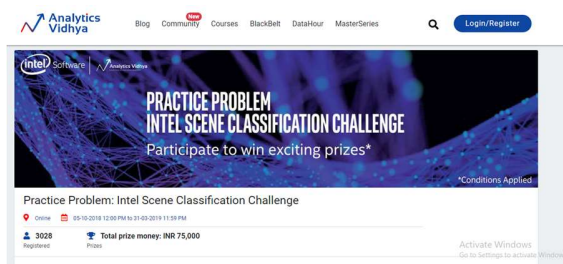 Analytics
Vidhya
Blog Community New Courses BlackBelt DataHour MasterSeries
Login/Register
intel Software Analytics Vidhya
PRACTICE PROBLEM
INTEL SCENE CLASSIFICATION CHALLENGE
Participate to win exciting prizes*
*Conditions Applied
Practice Problem: Intel Scene Classification Challenge
Online 05-10-2018 12:00 PM to 31-03-2019 11:59 PM
3028 Total prize money: INR 75,000
Registered Prizes
Activate Windows
Go to Settings to activate Window